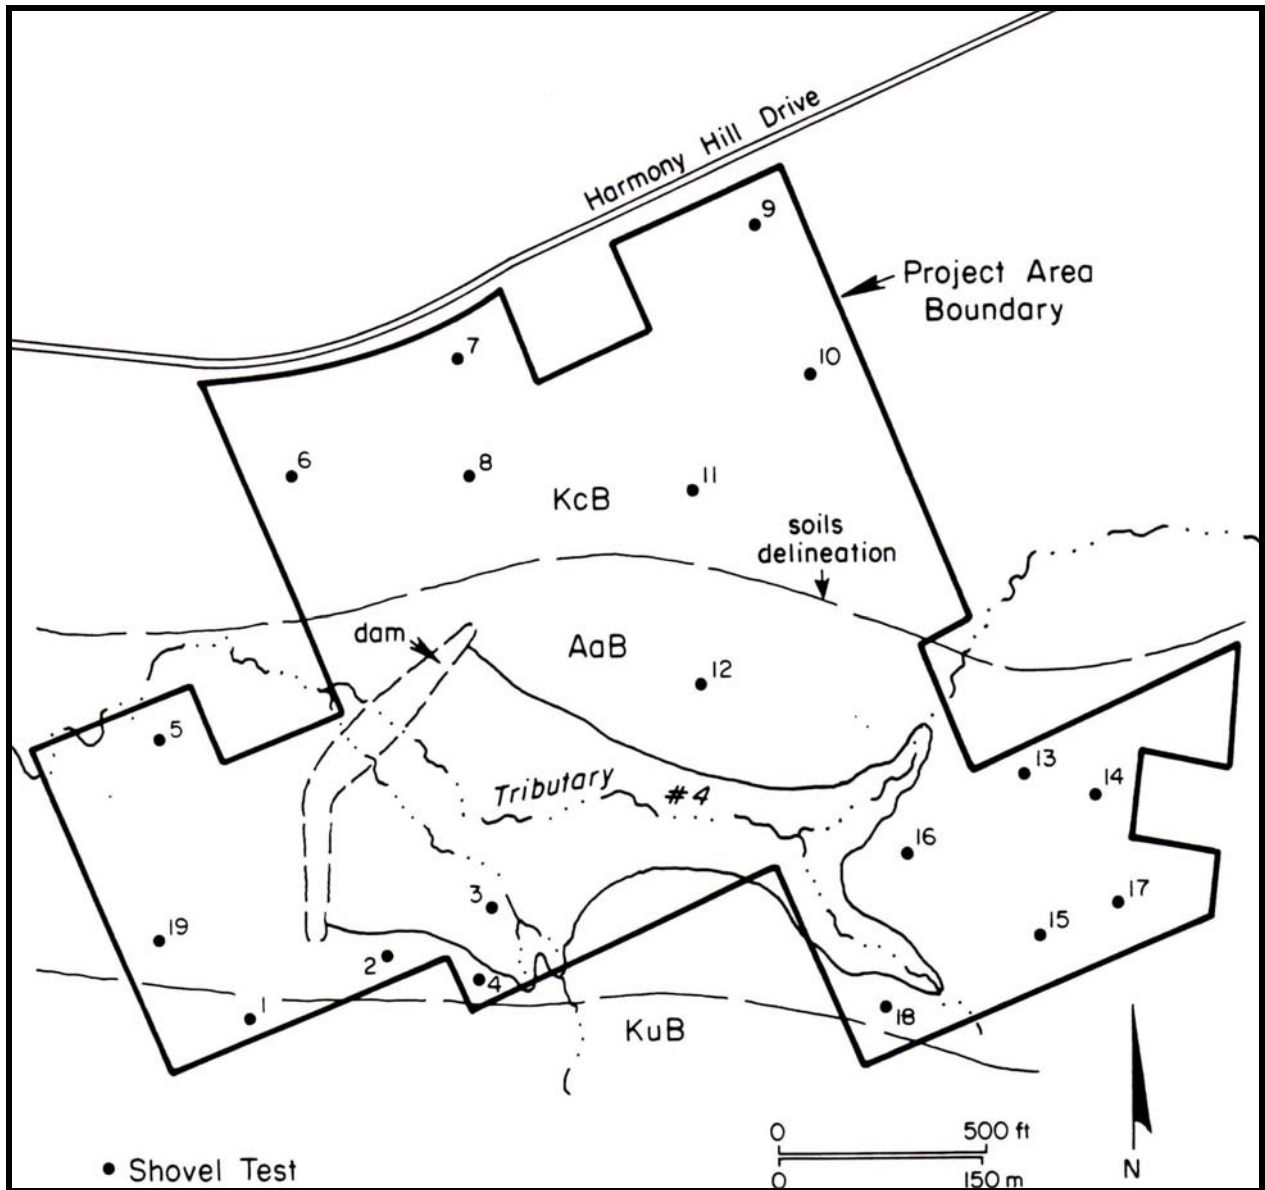 Harmony Hill Drive
9
Project Area
Boundary
7
10
6
8
11
KcB
soils
delineation
dam
AaB
12
5
13
14
Tributary #4
16
3
17
19
15
2
4
1
18
KuB
0 500 ft
0 150 m
N
Shovel Test